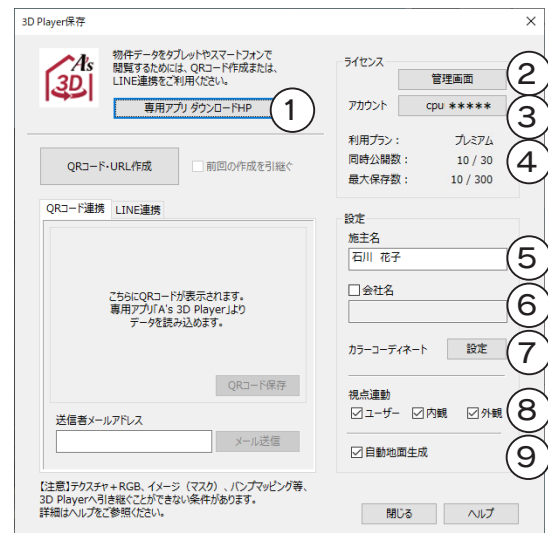 3D Player保存
A's
3D
物件データをタブレットやスマートフォンで
閲覧するためには、QRコード作成または、
LINE連携をご利用ください。
専用アプリ ダウンロードHP
1
QRコード・URL作成
前回の作成を引継ぐ
QRコード連携
LINE連携
こちらにQRコードが表示されます。
専用アプリ「A's 3D Player」より
データを読み込めます。
QRコード保存
送信者メールアドレス
メール送信
【注意】テクスチャ+RGB、イメージ（マスク）、バンプマッピング等、
3D Playerへ引き継ぐことができない条件があります。
詳細はヘルプをご参照ください。
ライセンス
管理画面
2
アカウント
cpu *****
3
利用プラン： プレミアム
同時公開数： 10 / 30
4
最大保存数： 10 / 300
設定
施主名
石川 花子
5
会社名
6
カラーコーディネート
設定
7
視点連動
ユーザー 内観 外観
8
自動地面生成
9
閉じる
ヘルプ